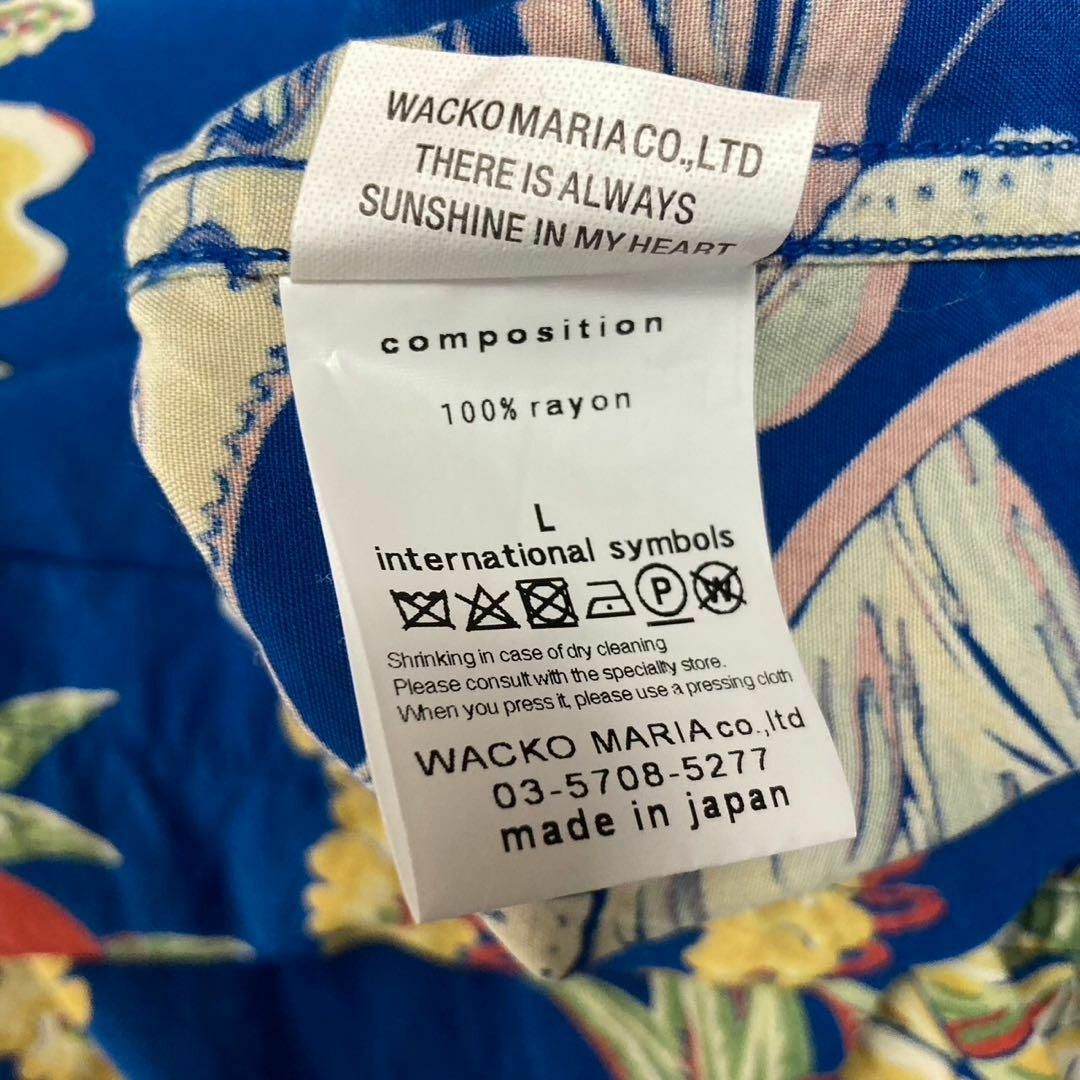 WACKO MARIA CO.,LTD
THERE IS ALWAYS
SUNSHINE IN MY HEART
composition
100% rayon
L
international symbols
P W
Shrinking in case of dry cleaning
Please consult with the speciality store.
When you press it, please use a pressing cloth
WACKO MARIA co.,ltd
03-5708-5277
made in japan